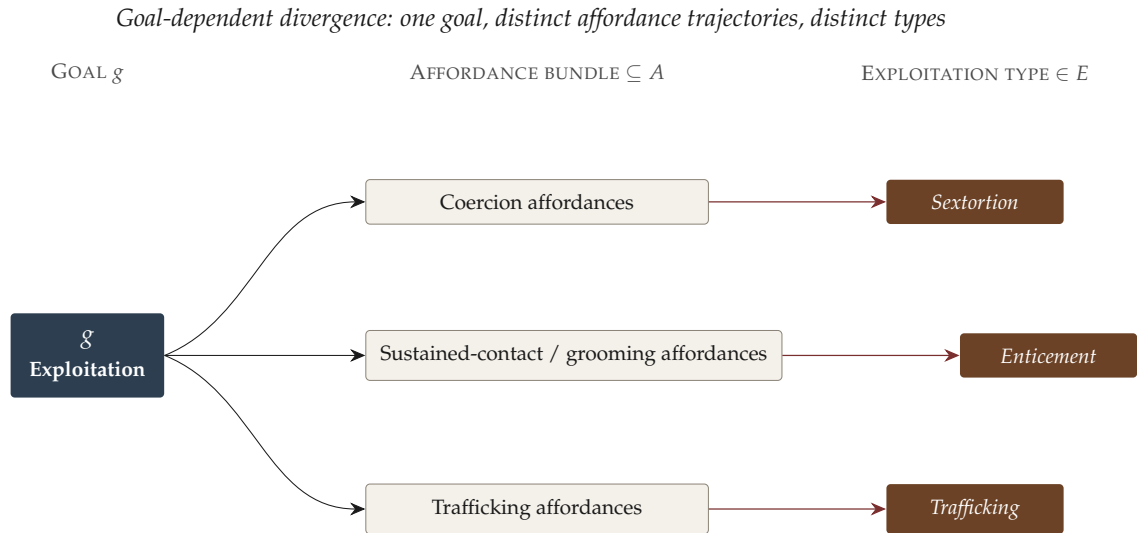 Goal-dependent divergence: one goal, distinct affordance trajectories, distinct types
GOAL g
AFFORDANCE BUNDLE ⊆ A
EXPLOITATION TYPE ∈ E
Coercion affordances
Sextortion
g
Exploitation
Sustained-contact / grooming affordances
Enticement
Trafficking affordances
Trafficking